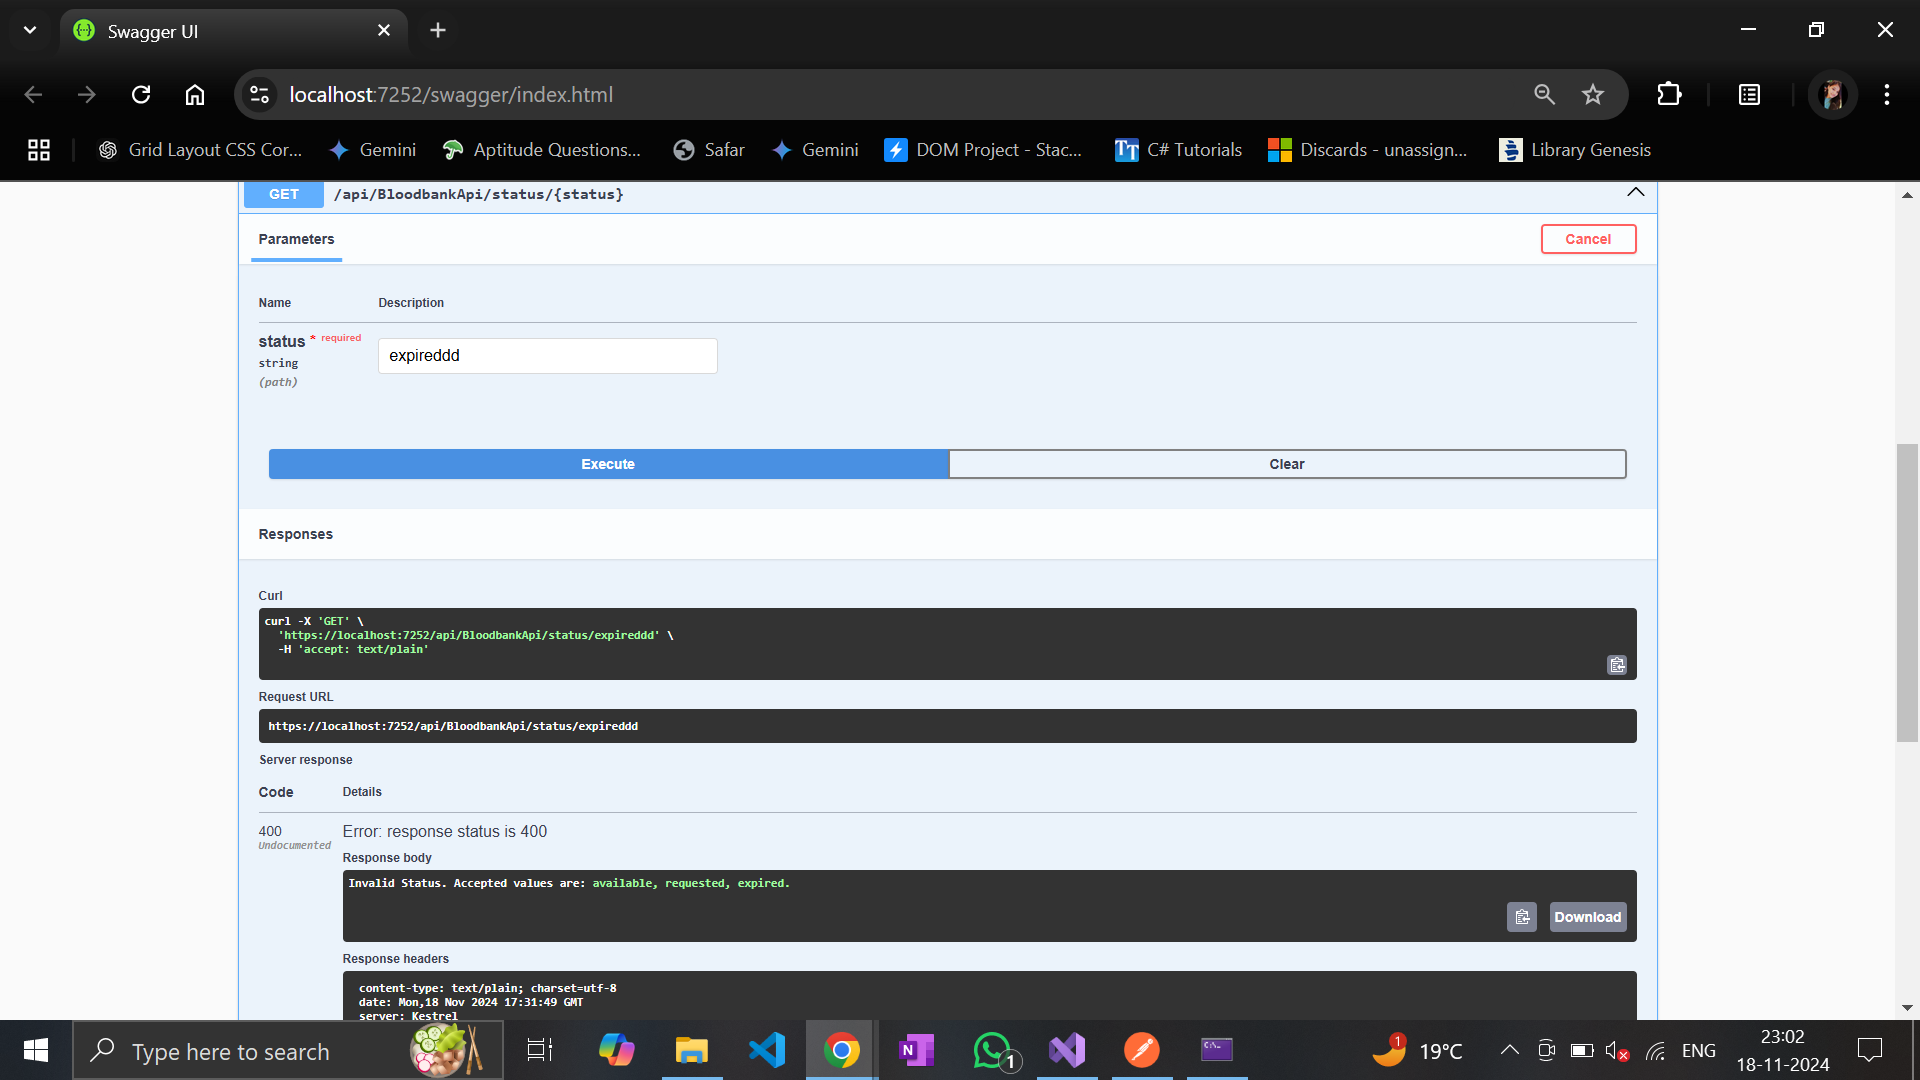 Swagger UI
localhost:7252/swagger/index.html
Grid Layout CSS Cor...
Gemini
Aptitude Questions...
Safar
Gemini
DOM Project - Stac...
TT C# Tutorials
Discards - unassign...
Library Genesis
GET /api/BloodbankApi/status/{status}
Parameters
Cancel
Name Description
status * required
string
(path)
expireddd
Execute
Clear
Responses
Curl
curl -X 'GET' \
'https://localhost:7252/api/BloodbankApi/status/expireddd' \
-H 'accept: text/plain'
Request URL
https://localhost:7252/api/BloodbankApi/status/expireddd
Server response
Code Details
400
Undocumented
Error: response status is 400
Response body
Invalid Status. Accepted values are: available, requested, expired.
Download
Response headers
content-type: text/plain; charset=utf-8
date: Mon,18 Nov 2024 17:31:49 GMT
server: Kestrel
Type here to search
N
1
C:\_
1
19°C
ENG
23:02
18-11-2024